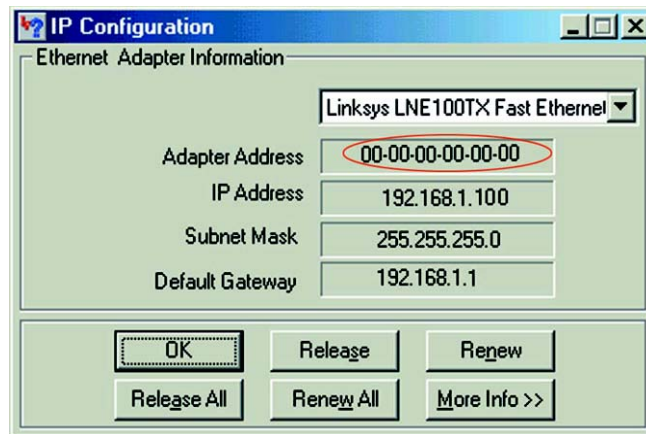 IP Configuration
Ethernet Adapter Information
Linksys LNE100TX Fast Ethernet
Adapter Address 00-00-00-00-00-00
IP Address 192.168.1.100
Subnet Mask 255.255.255.0
Default Gateway 192.168.1.1
OK Release Renew
Release All Renew All More Info >>